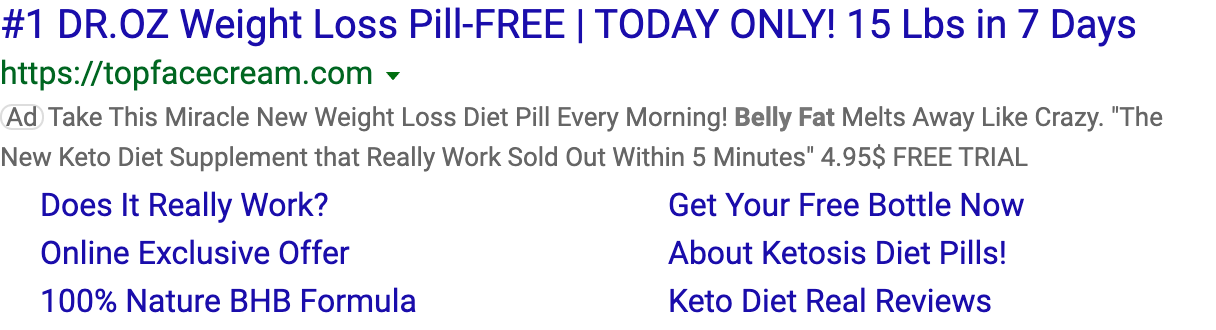 #1 DR.OZ Weight Loss Pill-FREE | TODAY ONLY! 15 Lbs in 7 Days
https://topfacecream.com
Ad Take This Miracle New Weight Loss Diet Pill Every Morning! Belly Fat Melts Away Like Crazy. "The
New Keto Diet Supplement that Really Work Sold Out Within 5 Minutes" 4.95$ FREE TRIAL
Does It Really Work? Get Your Free Bottle Now
Online Exclusive Offer About Ketosis Diet Pills!
100% Nature BHB Formula Keto Diet Real Reviews